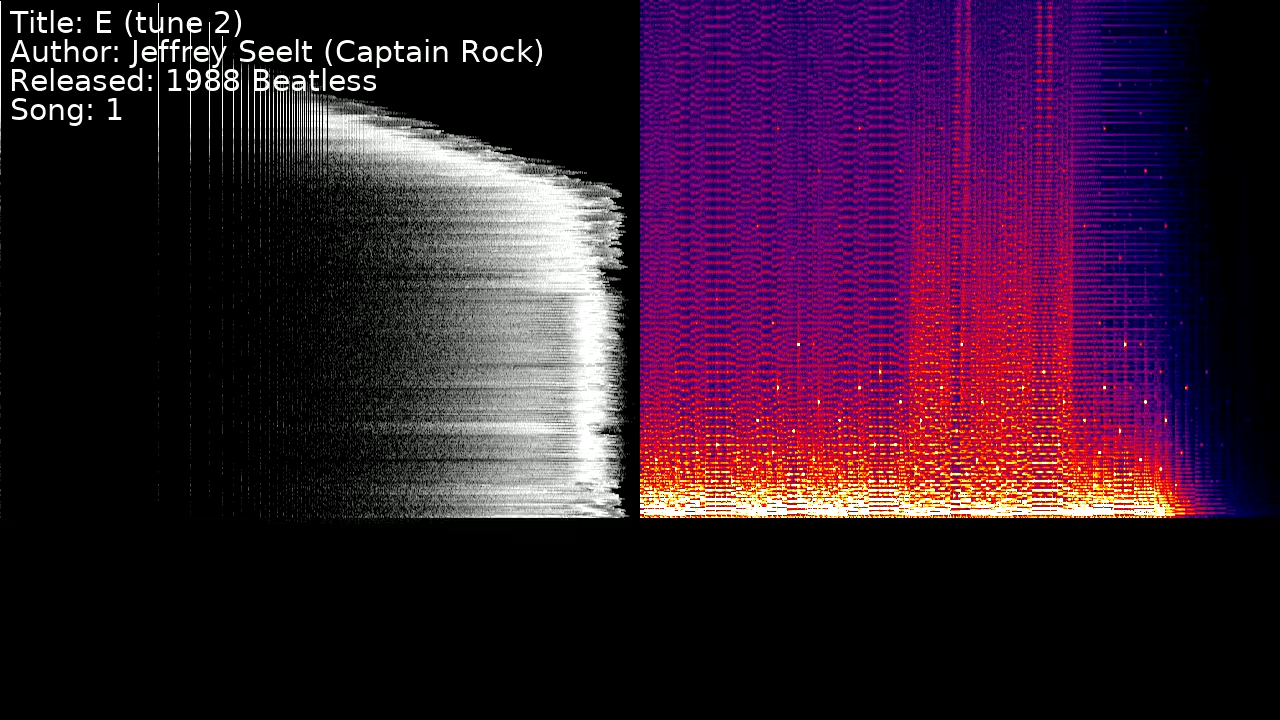 Title: E (tune 2)
Author: Jeffrey Seelt (Captain Rock)
Released: 1988 Beatless
Song: 1